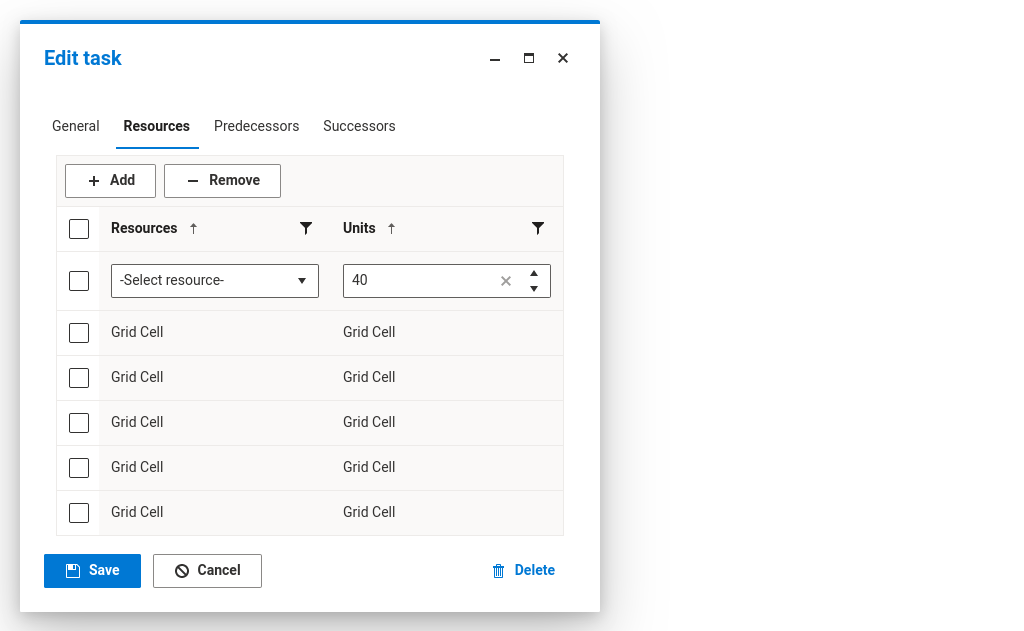 Edit task
General Resources Predecessors Successors
Add Remove
Resources Units
-Select resource- 40
Grid Cell Grid Cell
Grid Cell Grid Cell
Grid Cell Grid Cell
Grid Cell Grid Cell
Grid Cell Grid Cell
Save Cancel Delete